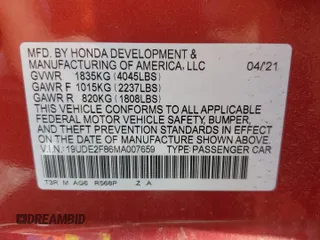 MFD. BY HONDA DEVELOPMENT &
MANUFACTURING OF AMERICA, LLC 04/21
GVWR 1835KG (4045LBS)
GAWR F 1015KG (2237LBS)
GAWR R 820KG (1808LBS)
THIS VEHICLE CONFORMS TO ALL APPLICABLE
FEDERAL MOTOR VEHICLE SAFETY, BUMPER,
AND THEFT PREVENTION STANDARDS IN EFFECT
ON THE DATE OF MANUFACTURE SHOWN ABOVE.
V.I.N: 19UDE2F86MA007659 TYPE:PASSENGER CAR
T3R M AG6 R568P Z A
DREAMBID